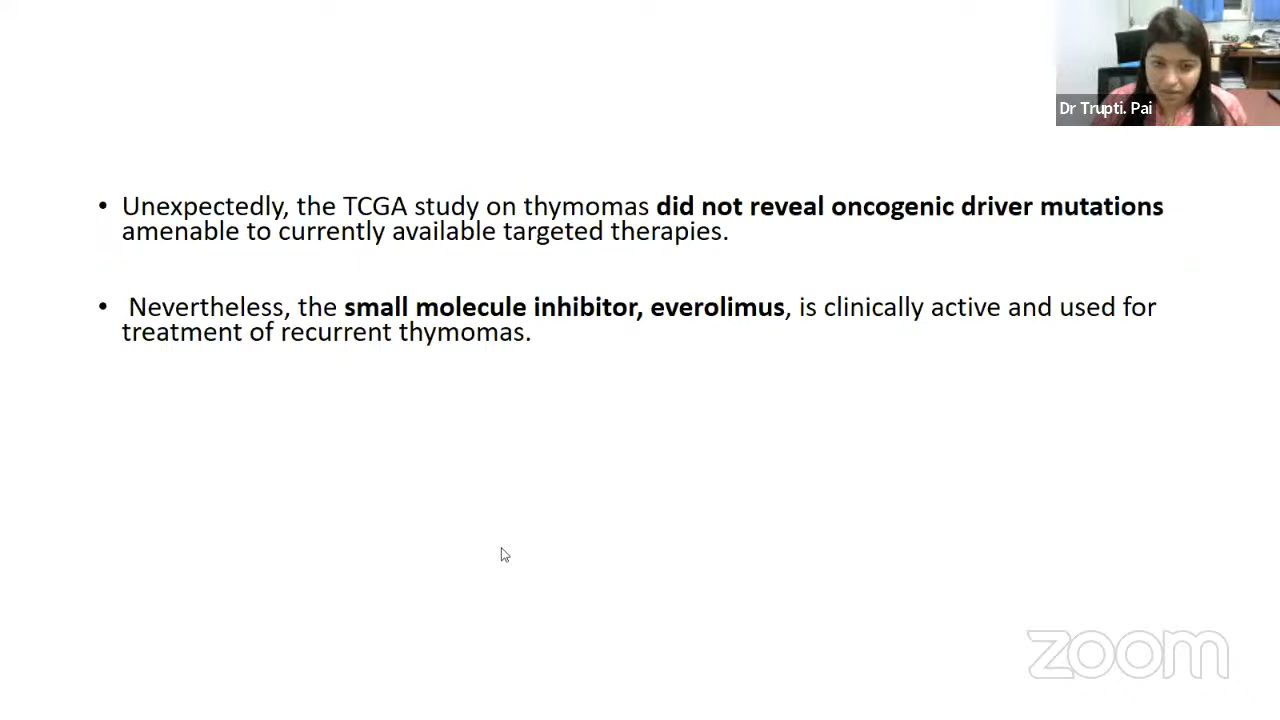 Dr Trupti. Pai
• Unexpectedly, the TCGA study on thymomas did not reveal oncogenic driver mutations
amenable to currently available targeted therapies.
• Nevertheless, the small molecule inhibitor, everolimus, is clinically active and used for
treatment of recurrent thymomas.
zoom